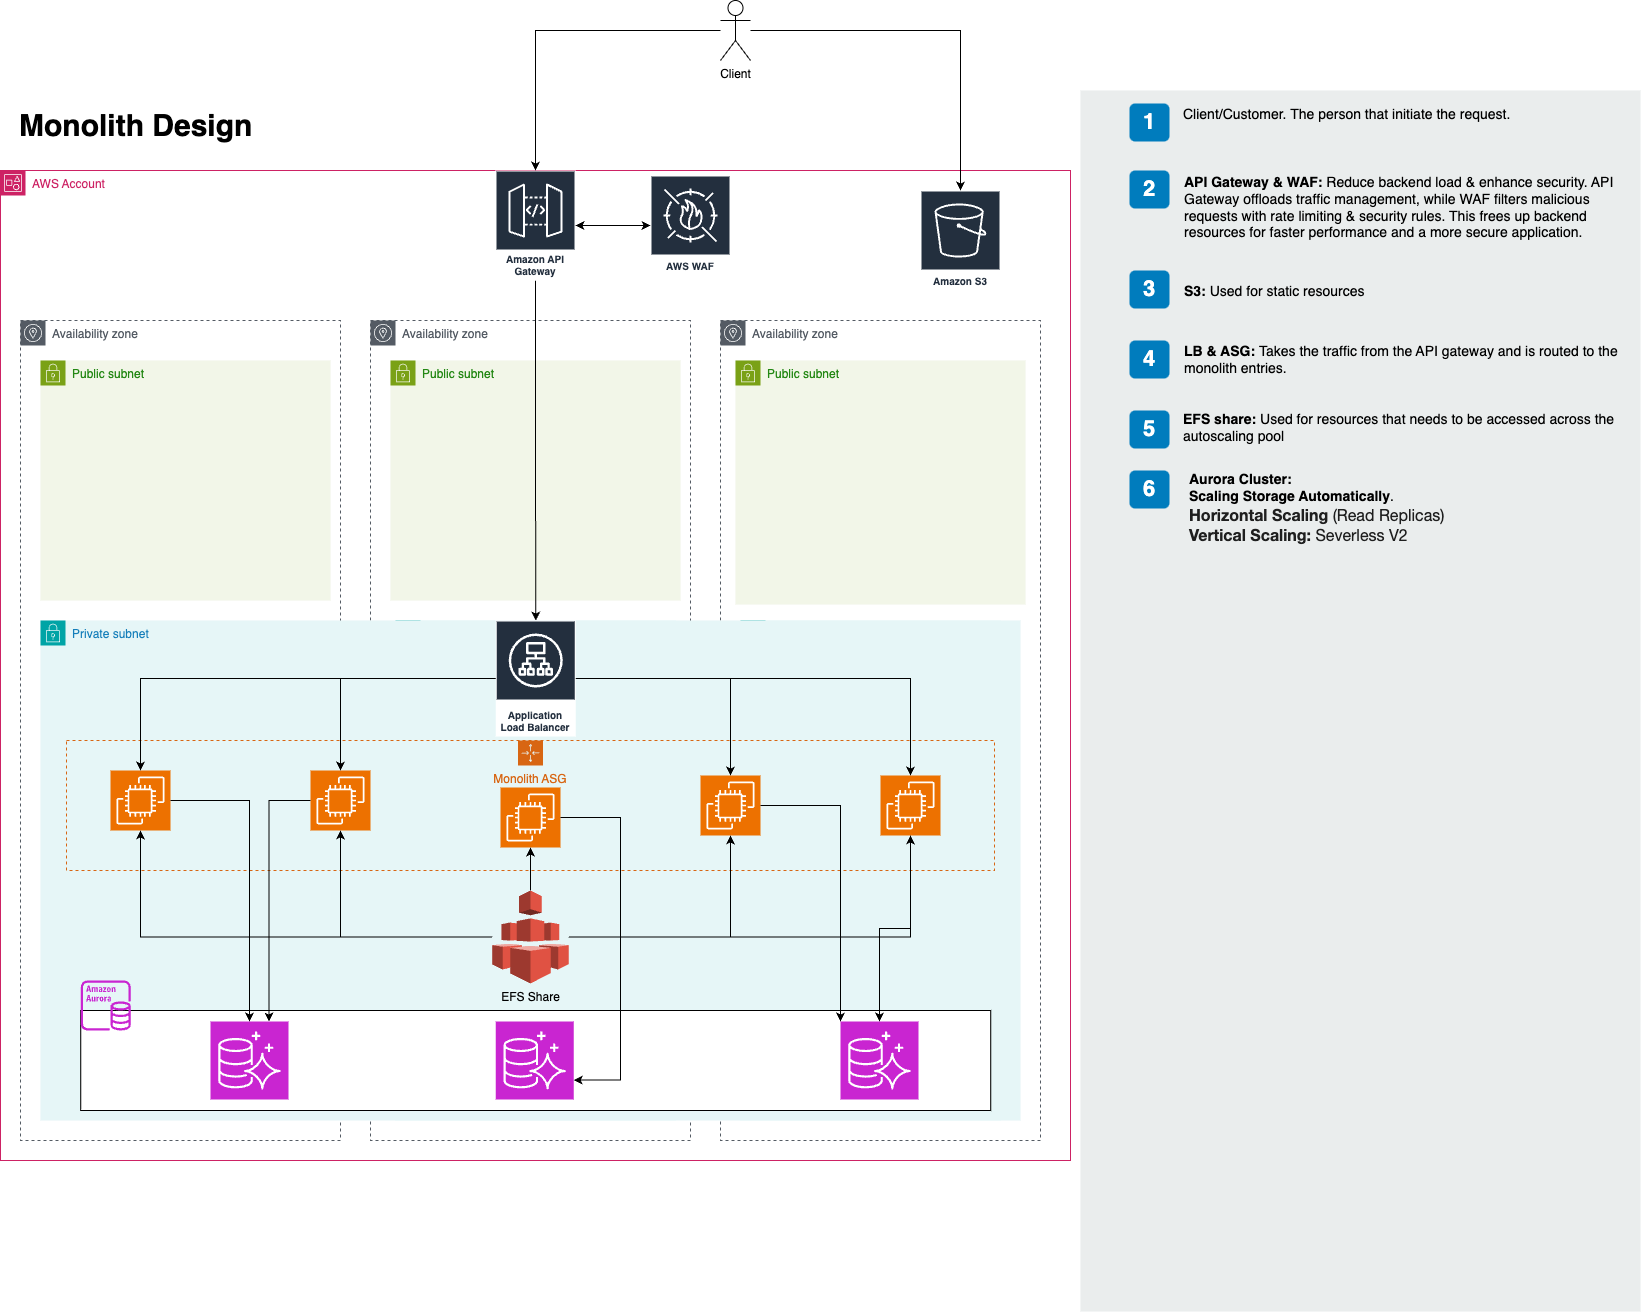 Client
Monolith Design
AWS Account
Amazon API
Gateway
AWS WAF
Amazon S3
Availability zone
Availability zone
Availability zone
Public subnet
Public subnet
Public subnet
Private subnet
Application
Load Balancer
Monolith ASG
EFS Share
Amazon
Aurora
1
Client/Customer. The person that initiate the request.
2
API Gateway & WAF: Reduce backend load & enhance security. API
Gateway offloads traffic management, while WAF filters malicious
requests with rate limiting & security rules. This frees up backend
resources for faster performance and a more secure application.
3
S3: Used for static resources
4
LB & ASG: Takes the traffic from the API gateway and is routed to the
monolith entries.
5
EFS share: Used for resources that needs to be accessed across the
autoscaling pool
6
Aurora Cluster:
Scaling Storage Automatically.
Horizontal Scaling (Read Replicas)
Vertical Scaling: Severless V2